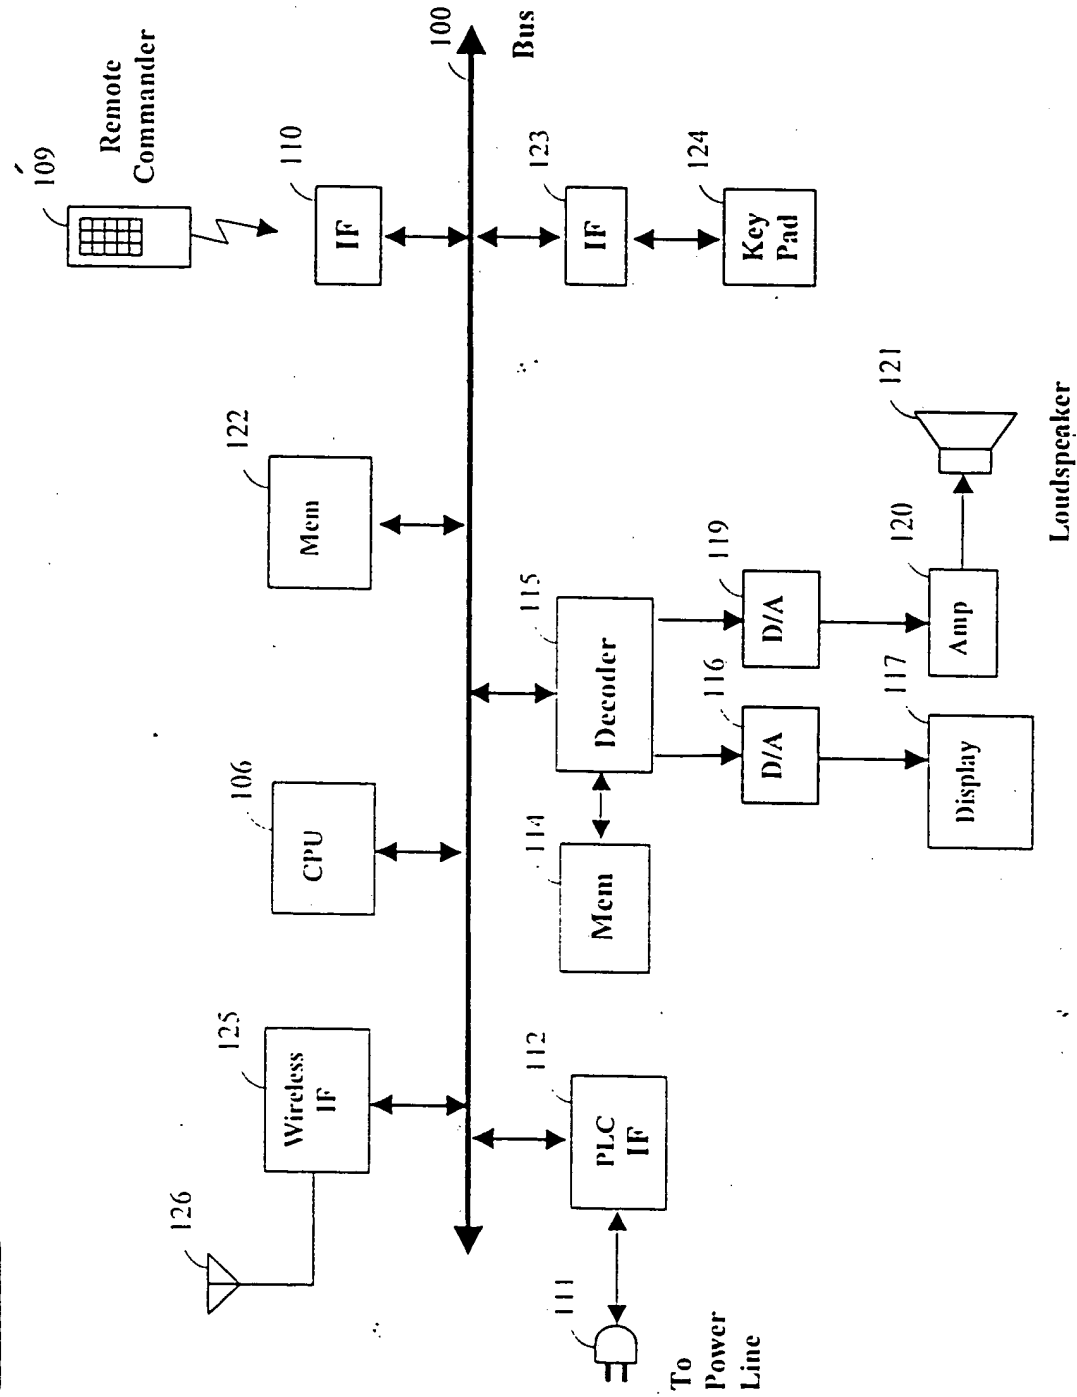 126
125
Wireless
IF
106
CPU
122
Mem
109
Remote
Commander
110
IF
100
Bus
111
To
Power
Line
112
PLC
IF
114
Mem
115
Decoder
116
D/A
119
D/A
117
Display
120
Amp
121
Loudspeaker
123
IF
124
Key
Pad